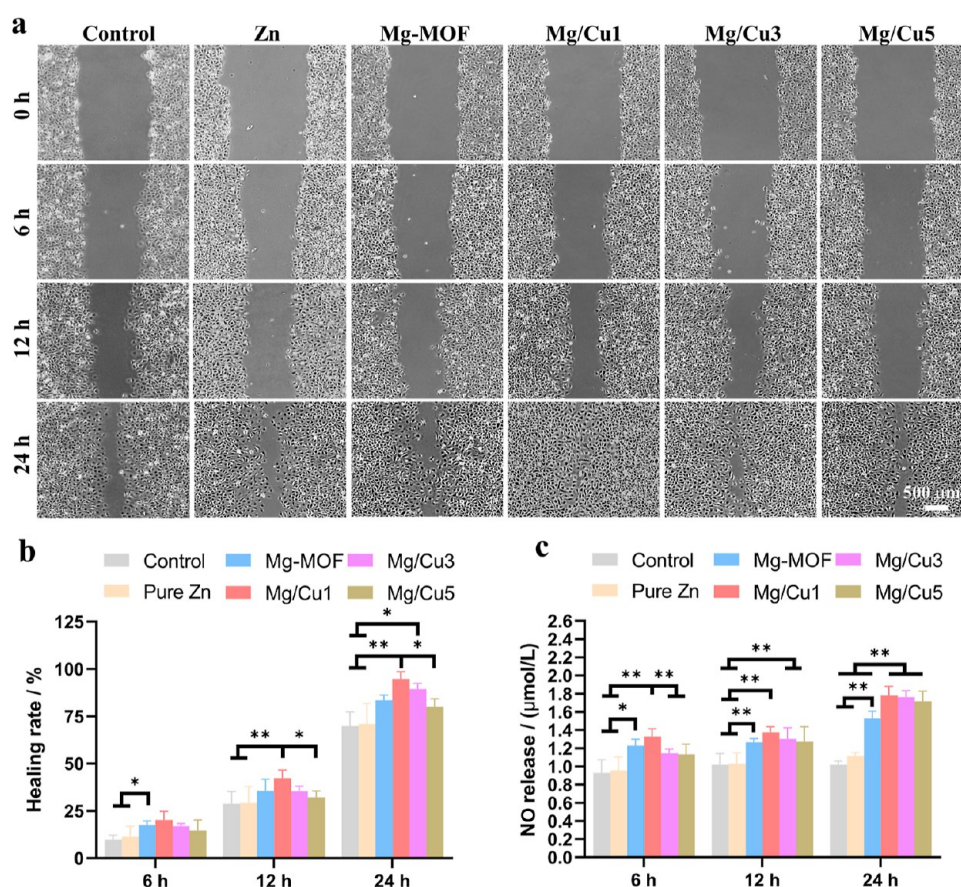 a
Control Zn Mg-MOF Mg/Cu1 Mg/Cu3 Mg/Cu5
0 h
6 h
12 h
24 h
500 μm
b
Control Mg-MOF Mg/Cu3
Pure Zn Mg/Cu1 Mg/Cu5
Healing rate / %
125
100
75
50
25
0
*
** *
*
** *
6 h 12 h 24 h
c
Control Mg-MOF Mg/Cu3
Pure Zn Mg/Cu1 Mg/Cu5
NO release / (μmol/L)
2.6
2.4
2.2
2.0
1.8
1.6
1.4
1.2
1.0
0.8
0.6
0.4
0.2
0.0
** **
*
**
**
**
**
**
6 h 12 h 24 h